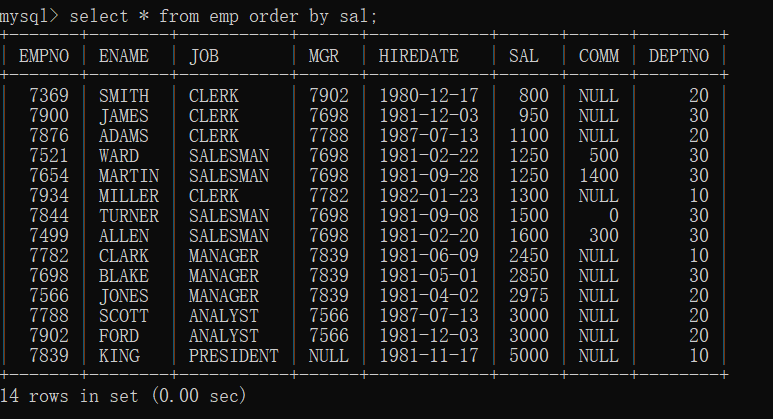 mysql> select * from emp order by sal;
+-------+--------+-----------+------+------------+------+------+--------+
| EMPNO | ENAME  | JOB       | MGR  | HIREDATE   | SAL  | COMM | DEPTNO |
+-------+--------+-----------+------+------------+------+------+--------+
|  7369 | SMITH  | CLERK     | 7902 | 1980-12-17 |  800 | NULL |     20 |
|  7900 | JAMES  | CLERK     | 7698 | 1981-12-03 |  950 | NULL |     30 |
|  7876 | ADAMS  | CLERK     | 7788 | 1987-07-13 | 1100 | NULL |     20 |
|  7521 | WARD   | SALESMAN  | 7698 | 1981-02-22 | 1250 |  500 |     30 |
|  7654 | MARTIN | SALESMAN  | 7698 | 1981-09-28 | 1250 | 1400 |     30 |
|  7934 | MILLER | CLERK     | 7782 | 1982-01-23 | 1300 | NULL |     10 |
|  7844 | TURNER | SALESMAN  | 7698 | 1981-09-08 | 1500 |    0 |     30 |
|  7499 | ALLEN  | SALESMAN  | 7698 | 1981-02-20 | 1600 |  300 |     30 |
|  7782 | CLARK  | MANAGER   | 7839 | 1981-06-09 | 2450 | NULL |     10 |
|  7698 | BLAKE  | MANAGER   | 7839 | 1981-05-01 | 2850 | NULL |     30 |
|  7566 | JONES  | MANAGER   | 7839 | 1981-04-02 | 2975 | NULL |     20 |
|  7788 | SCOTT  | ANALYST   | 7566 | 1987-07-13 | 3000 | NULL |     20 |
|  7902 | FORD   | ANALYST   | 7566 | 1981-12-03 | 3000 | NULL |     20 |
|  7839 | KING   | PRESIDENT | NULL | 1981-11-17 | 5000 | NULL |     10 |
+-------+--------+-----------+------+------------+------+------+--------+
14 rows in set (0.00 sec)